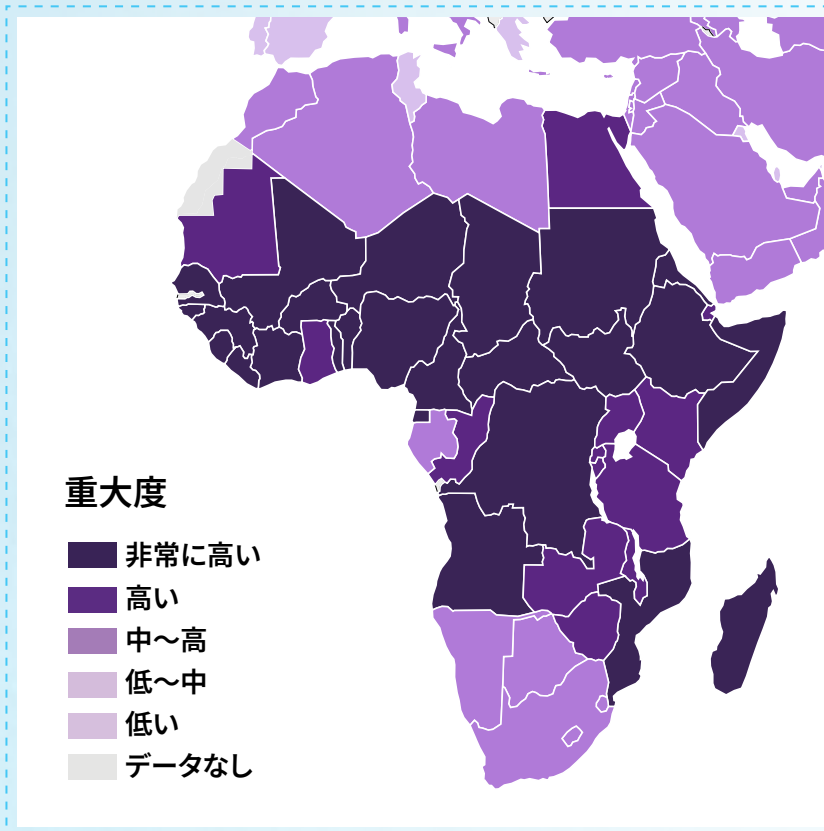 重大度
非常に高い
高い
中～高
低～中
低い
データなし